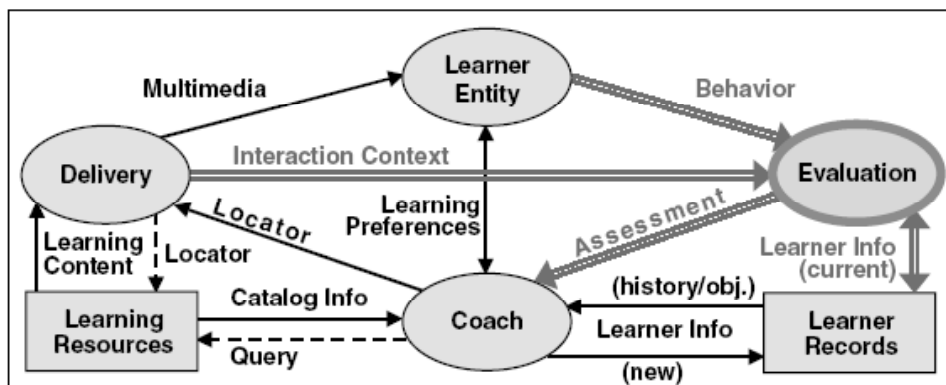 Learner
Entity
Multimedia
Behavior
Interaction Context
Delivery
Evaluation
Learning
Preferences
Locator
Assessment
Learning
Content
Locator
Learner Info
(current)
Catalog Info
(history/obj.)
Learning
Resources
Coach
Learner Info
Learner
Records
Query
(new)